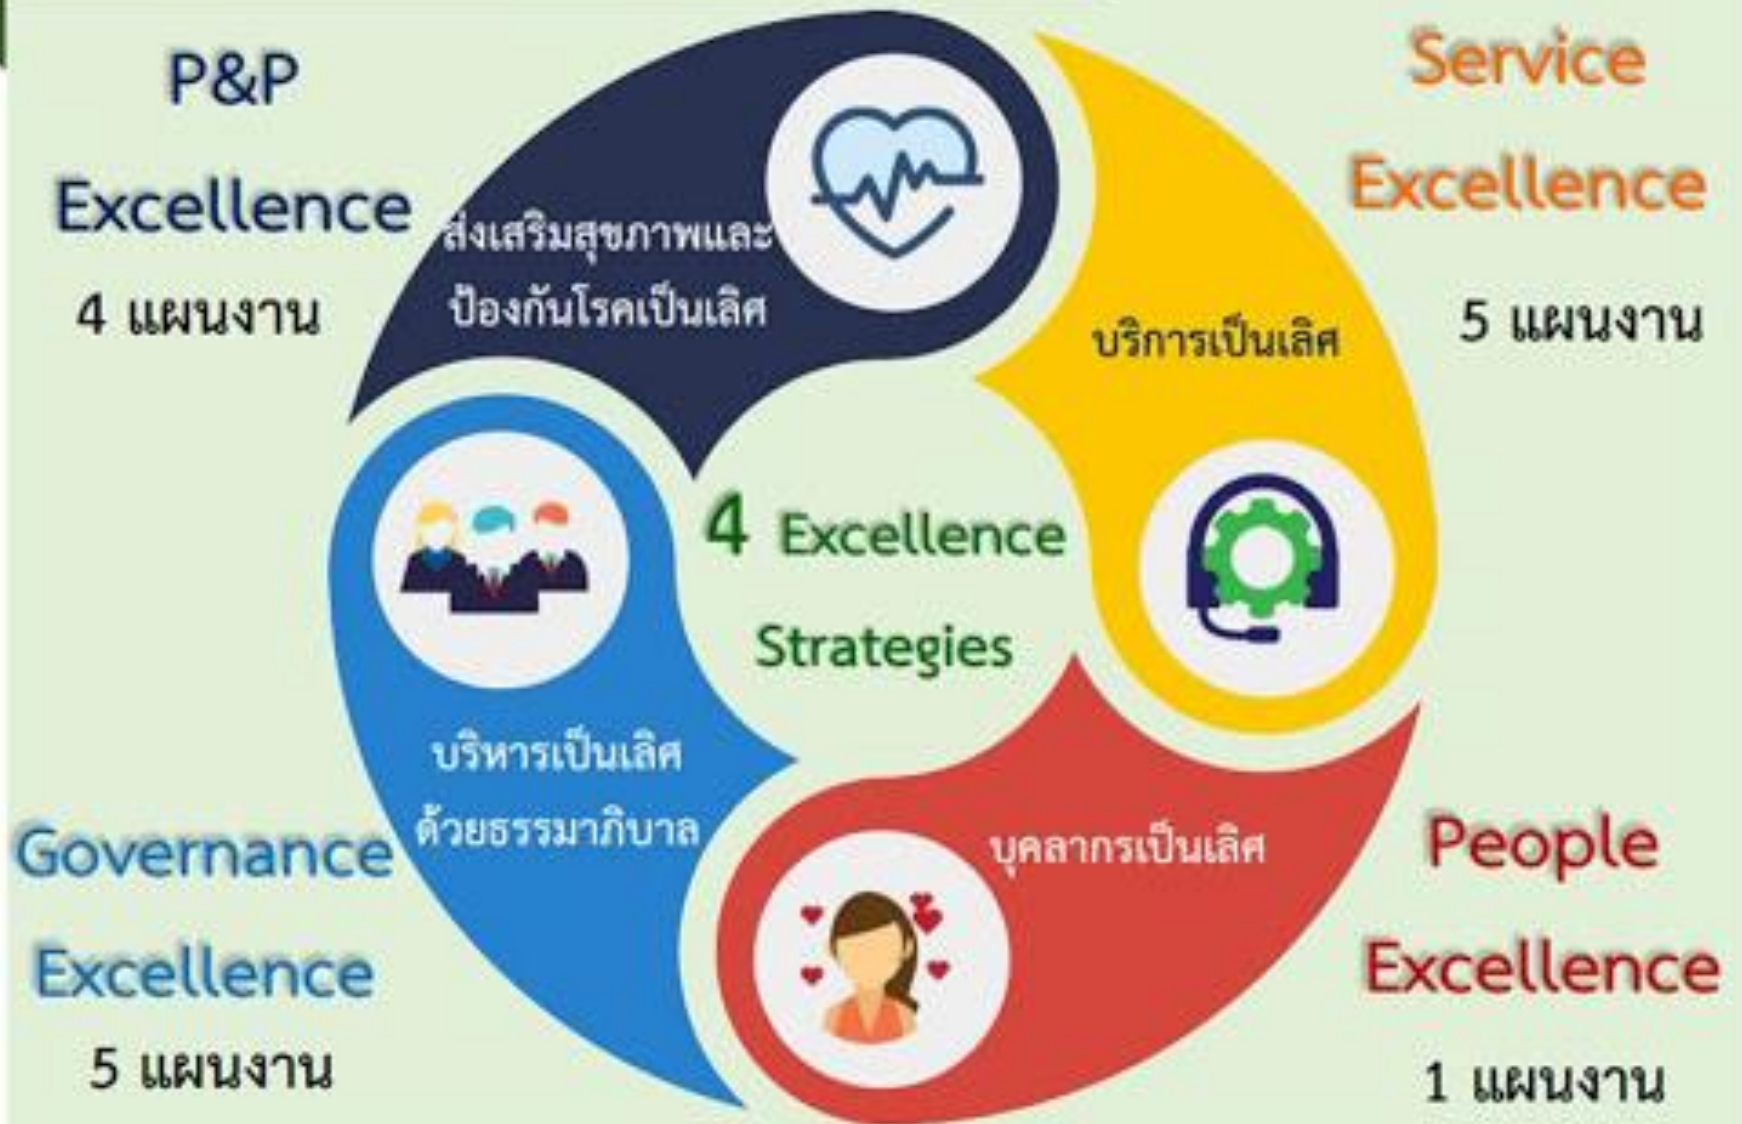 P&P
Excellence
4 แผนงาน
ส่งเสริมสุขภาพและ
ป้องกันโรคเป็นเลิศ
Service
Excellence
5 แผนงาน
บริการเป็นเลิศ
4 Excellence
Strategies
บริหารเป็นเลิศ
ด้วยธรรมาภิบาล
Governance
Excellence
5 แผนงาน
บุคลากรเป็นเลิศ
People
Excellence
1 แผนงาน